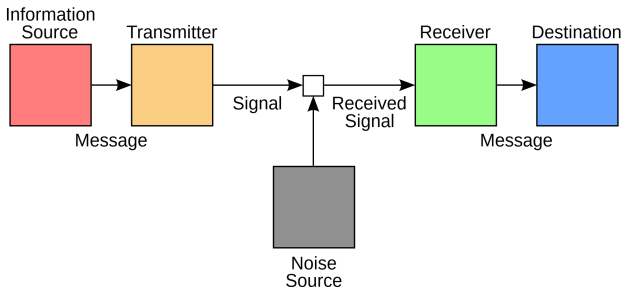 Information
Source
Transmitter
Receiver
Destination
Signal
Received
Signal
Message
Message
Noise
Source